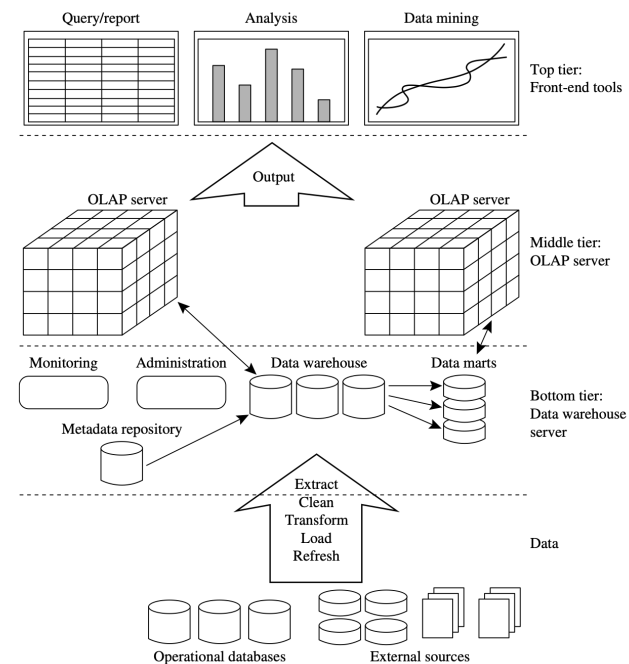 Query/report
Analysis
Data mining
Top tier:
Front-end tools
Output
OLAP server
OLAP server
Middle tier:
OLAP server
Monitoring
Administration
Data warehouse
Data marts
Bottom tier:
Data warehouse
server
Metadata repository
Extract
Clean
Transform
Load
Refresh
Data
Operational databases
External sources